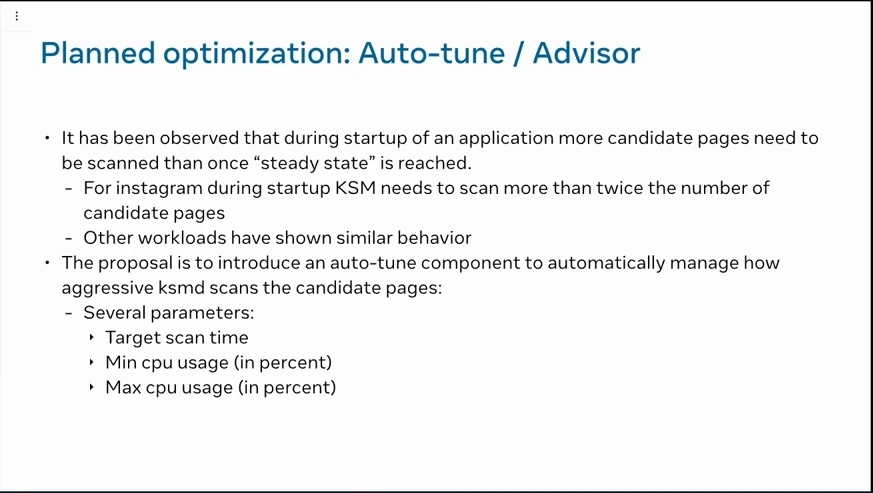 Planned optimization: Auto-tune / Advisor
• It has been observed that during startup of an application more candidate pages need to
be scanned than once “steady state” is reached.
- For instagram during startup KSM needs to scan more than twice the number of
candidate pages
- Other workloads have shown similar behavior
• The proposal is to introduce an auto-tune component to automatically manage how
aggressive ksmd scans the candidate pages:
- Several parameters:
‣ Target scan time
‣ Min cpu usage (in percent)
‣ Max cpu usage (in percent)